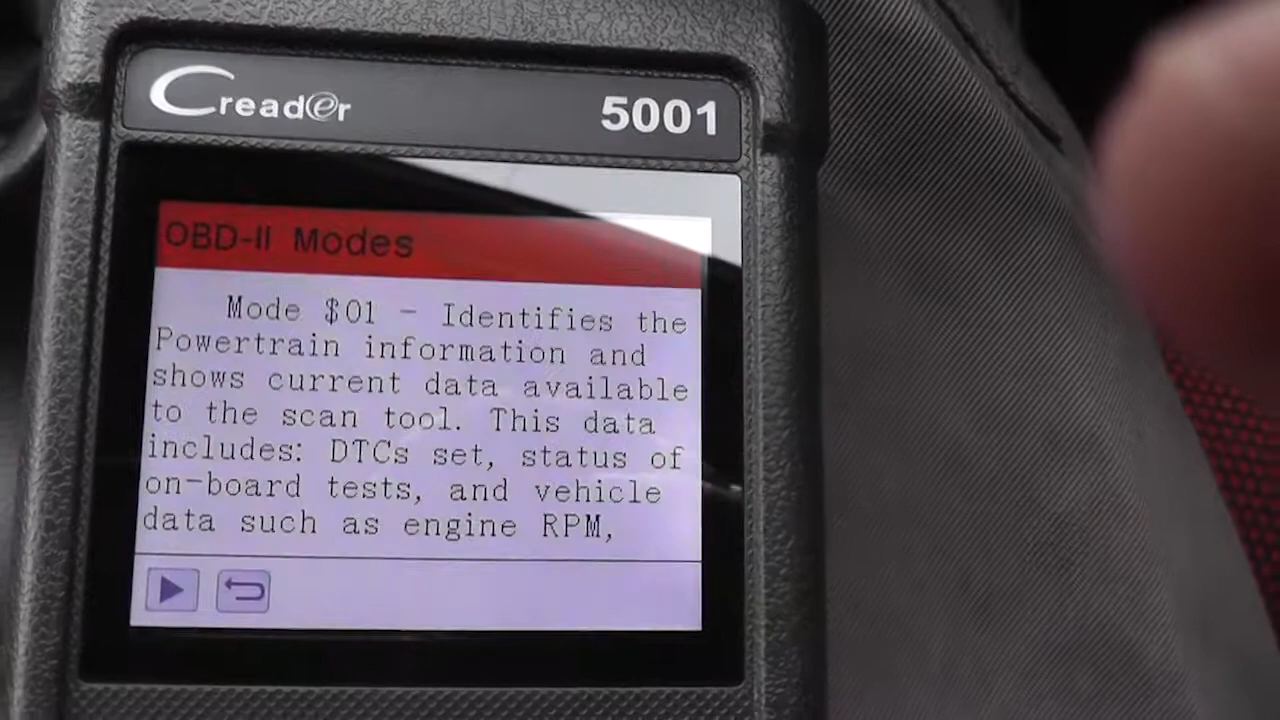 Creader
5001
OBD-II Modes
Mode $01 - Identifies the
Powertrain information and
shows current data available
to the scan tool. This data
includes: DTCs set, status of
on-board tests, and vehicle
data such as engine RPM,